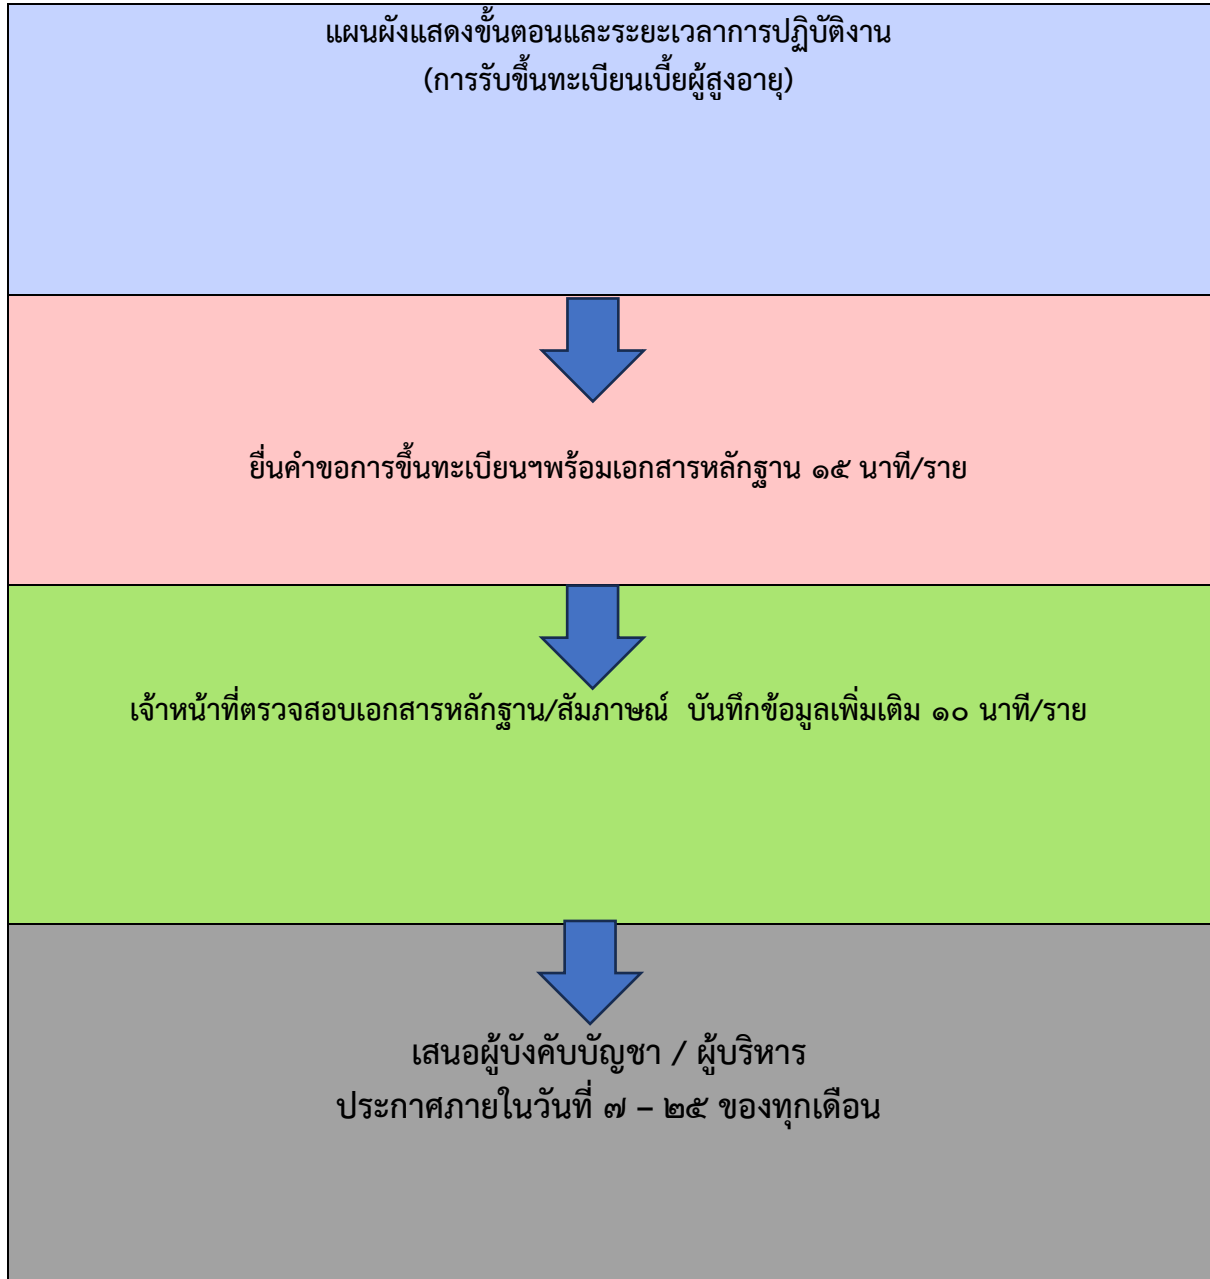 แผนผังแสดงขั้นตอนและระยะเวลาการปฏิบัติงาน
(การรับขึ้นทะเบียนเบี้ยผู้สูงอายุ)
ยื่นคำขอการขึ้นทะเบียนฯพร้อมเอกสารหลักฐาน ๑๕ นาที/ราย
เจ้าหน้าที่ตรวจสอบเอกสารหลักฐาน/สัมภาษณ์ บันทึกข้อมูลเพิ่มเติม ๑๐ นาที/ราย
เสนอผู้บังคับบัญชา / ผู้บริหาร
ประกาศภายในวันที่ ๗ – ๒๕ ของทุกเดือน